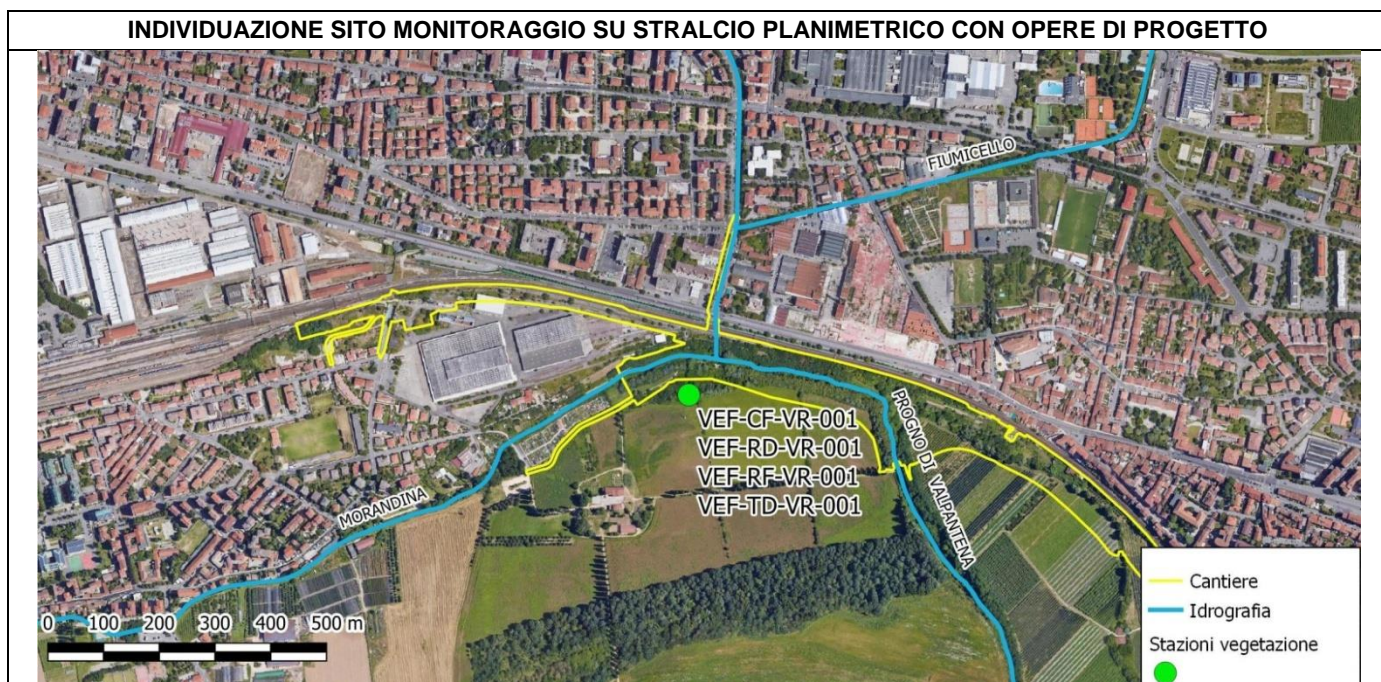 INDIVIDUAZIONE SITO MONITORAGGIO SU STRALCIO PLANIMETRICO CON OPERE DI PROGETTO
FIUMICELLO
VEF-CF-VR-001
VEF-RD-VR-001
VEF-RF-VR-001
VEF-TD-VR-001
PROGNO DI VALPANTENA
MORANDINA
0 100 200 300 400 500 m
Cantiere
Idrografia
Stazioni vegetazione